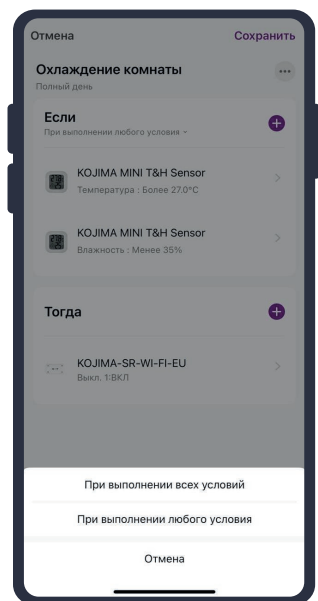 Отмена Сохранить
Охлаждение комнаты
Полный день
Если
При выполнении любого условия
KOJIMA MINI T&H Sensor
Температура : Более 27.0°C
KOJIMA MINI T&H Sensor
Влажность : Менее 35%
Тогда
KOJIMA-SR-WI-FI-EU
Выкл. 1:ВКЛ
При выполнении всех условий
При выполнении любого условия
Отмена